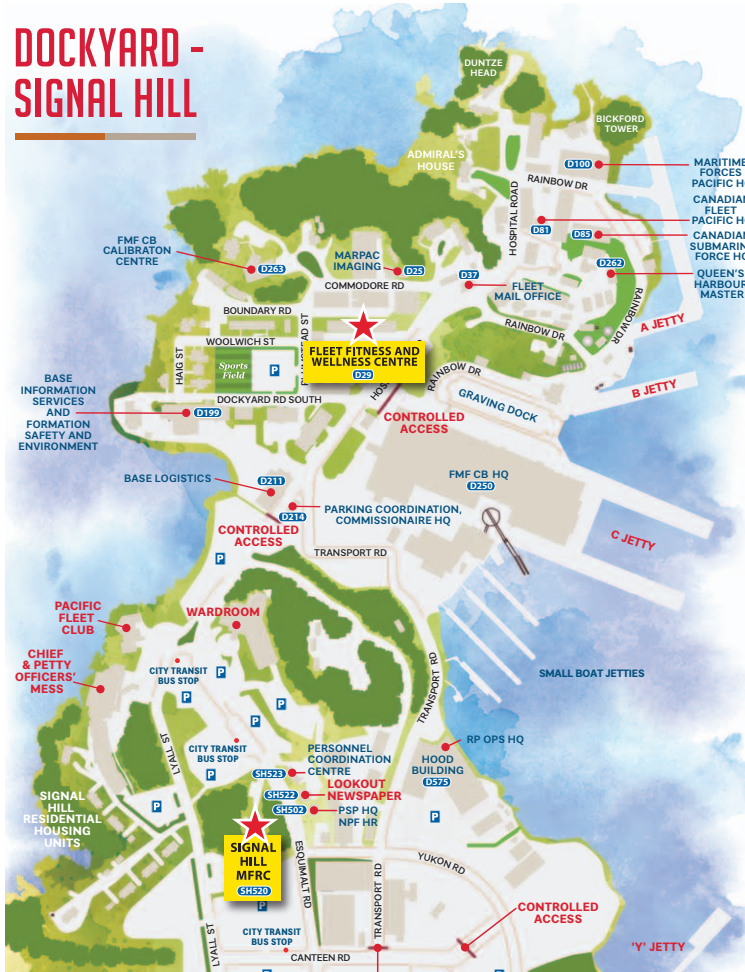 DOCKYARD -
SIGNAL HILL
DUNTZE
HEAD
BICKFORD
TOWER
ADMIRAL'S
HOUSE
D100
MARITIME
FORCES
PACIFIC
RAINBOW DR
HOSPITAL ROAD
CANADIAN
FLEET
PACIFIC
D81
D85
CANADIAN
SUBMARINE
FORCE
FMF CB
CALIBRATON
CENTRE
D263
MARPAC
IMAGING
D25
D37
D262
QUEEN'S
HARBOUR
MASTER
FLEET
MAIL OFFICE
COMMODORE RD
BOUNDARY RD
RAINBOW DR
RAINBOW DR
A JETTY
WOOLWICH ST
HAIG ST
Sports
Field
P
FLEET FITNESS AND
WELLNESS CENTRE
D29
RAINBOW DR
B JETTY
BASE
INFORMATION
SERVICES
AND
FORMATION
SAFETY AND
ENVIRONMENT
D199
DOCKYARD RD SOUTH
CONTROLLED
ACCESS
GRAVING DOCK
FMF CB HQ
D250
BASE LOGISTICS
D211
D214
PARKING COORDINATION,
COMMISSIONAIRE HQ
CONTROLLED
ACCESS
C JETTY
TRANSPORT RD
P
PACIFIC
FLEET
CLUB
WARDROOM
CHIEF
& PETTY
OFFICERS'
MESS
CITY TRANSIT
BUS STOP
P
P
P
P
TRANSPORT RD
SMALL BOAT JETTIES
LYALL ST
CITY TRANSIT
BUS STOP
P
PERSONNEL
COORDINATION
CENTRE
SH523
RP OPS HQ
HOOD
BUILDING
D575
SH522
LOOKOUT
NEWSPAPER
SH502
PSP HQ
NPF HR
SIGNAL
HILL
RESIDENTIAL
HOUSING
UNITS
P
P
SIGNAL
HILL
MFRC
SH520
P
ESQUIMALT RD
TRANSPORT RD
YUKON RD
LYALL ST
CITY TRANSIT
BUS STOP
CANTEEN RD
CONTROLLED
ACCESS
'Y' JETTY